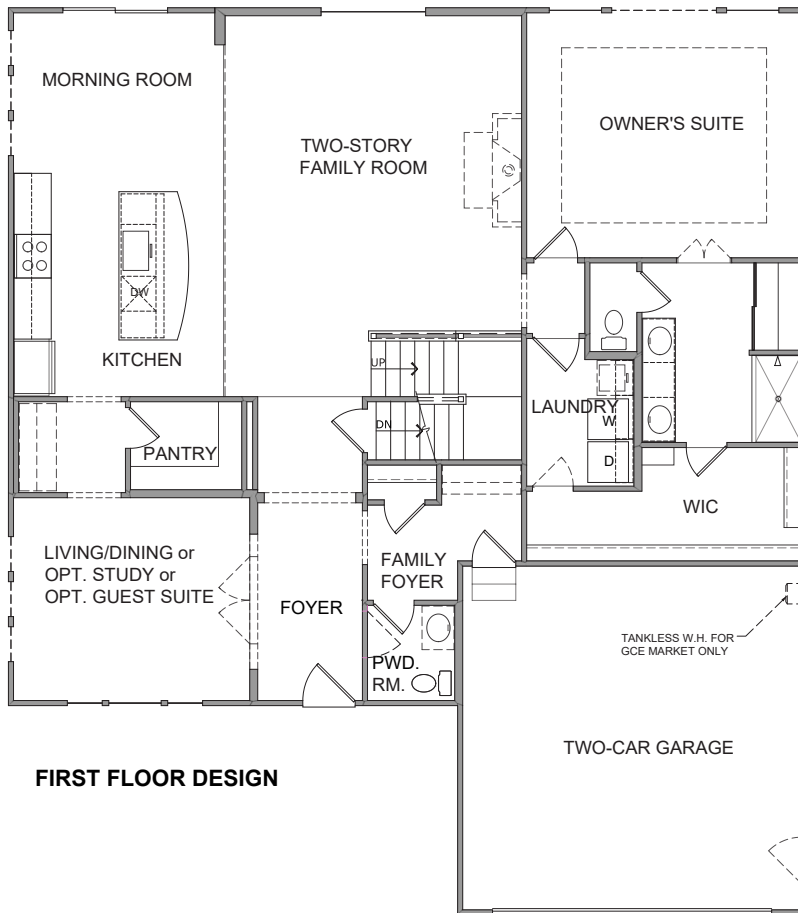 MORNING ROOM
TWO-STORY
FAMILY ROOM
OWNER'S SUITE
DW
KITCHEN
UP
DN
LAUNDRY
W
D
PANTRY
WIC
LIVING/DINING or
OPT. STUDY or
OPT. GUEST SUITE
FOYER
FAMILY
FOYER
PWD.
RM.
TANKLESS W.H. FOR
GCE MARKET ONLY
TWO-CAR GARAGE
FIRST FLOOR DESIGN